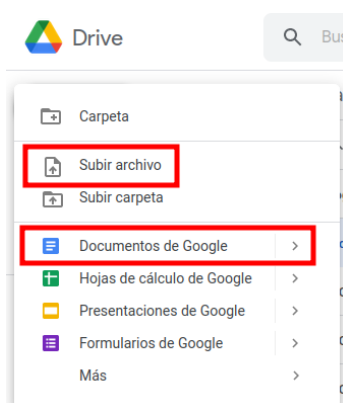 Drive
Bus
Carpeta
Subir archivo
Subir carpeta
Documentos de Google
Hojas de cálculo de Google
Presentaciones de Google
Formularios de Google
Más